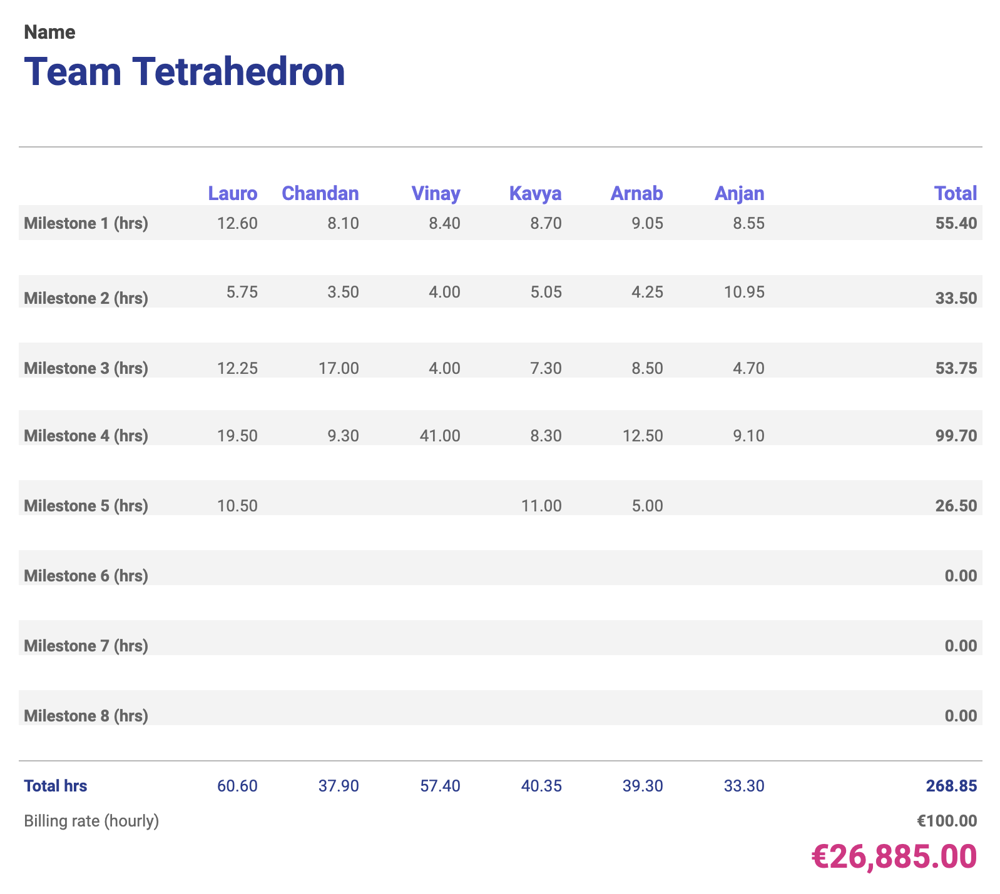 Name
Team Tetrahedron
Lauro Chandan Vinay Kavya Arnab Anjan Total
Milestone 1 (hrs) 12.60 8.10 8.40 8.70 9.05 8.55 55.40
Milestone 2 (hrs) 5.75 3.50 4.00 5.05 4.25 10.95 33.50
Milestone 3 (hrs) 12.25 17.00 4.00 7.30 8.50 4.70 53.75
Milestone 4 (hrs) 19.50 9.30 41.00 8.30 12.50 9.10 99.70
Milestone 5 (hrs) 10.50 11.00 5.00 26.50
Milestone 6 (hrs) 0.00
Milestone 7 (hrs) 0.00
Milestone 8 (hrs) 0.00
Total hrs 60.60 37.90 57.40 40.35 39.30 33.30 268.85
Billing rate (hourly) €100.00
€26,885.00